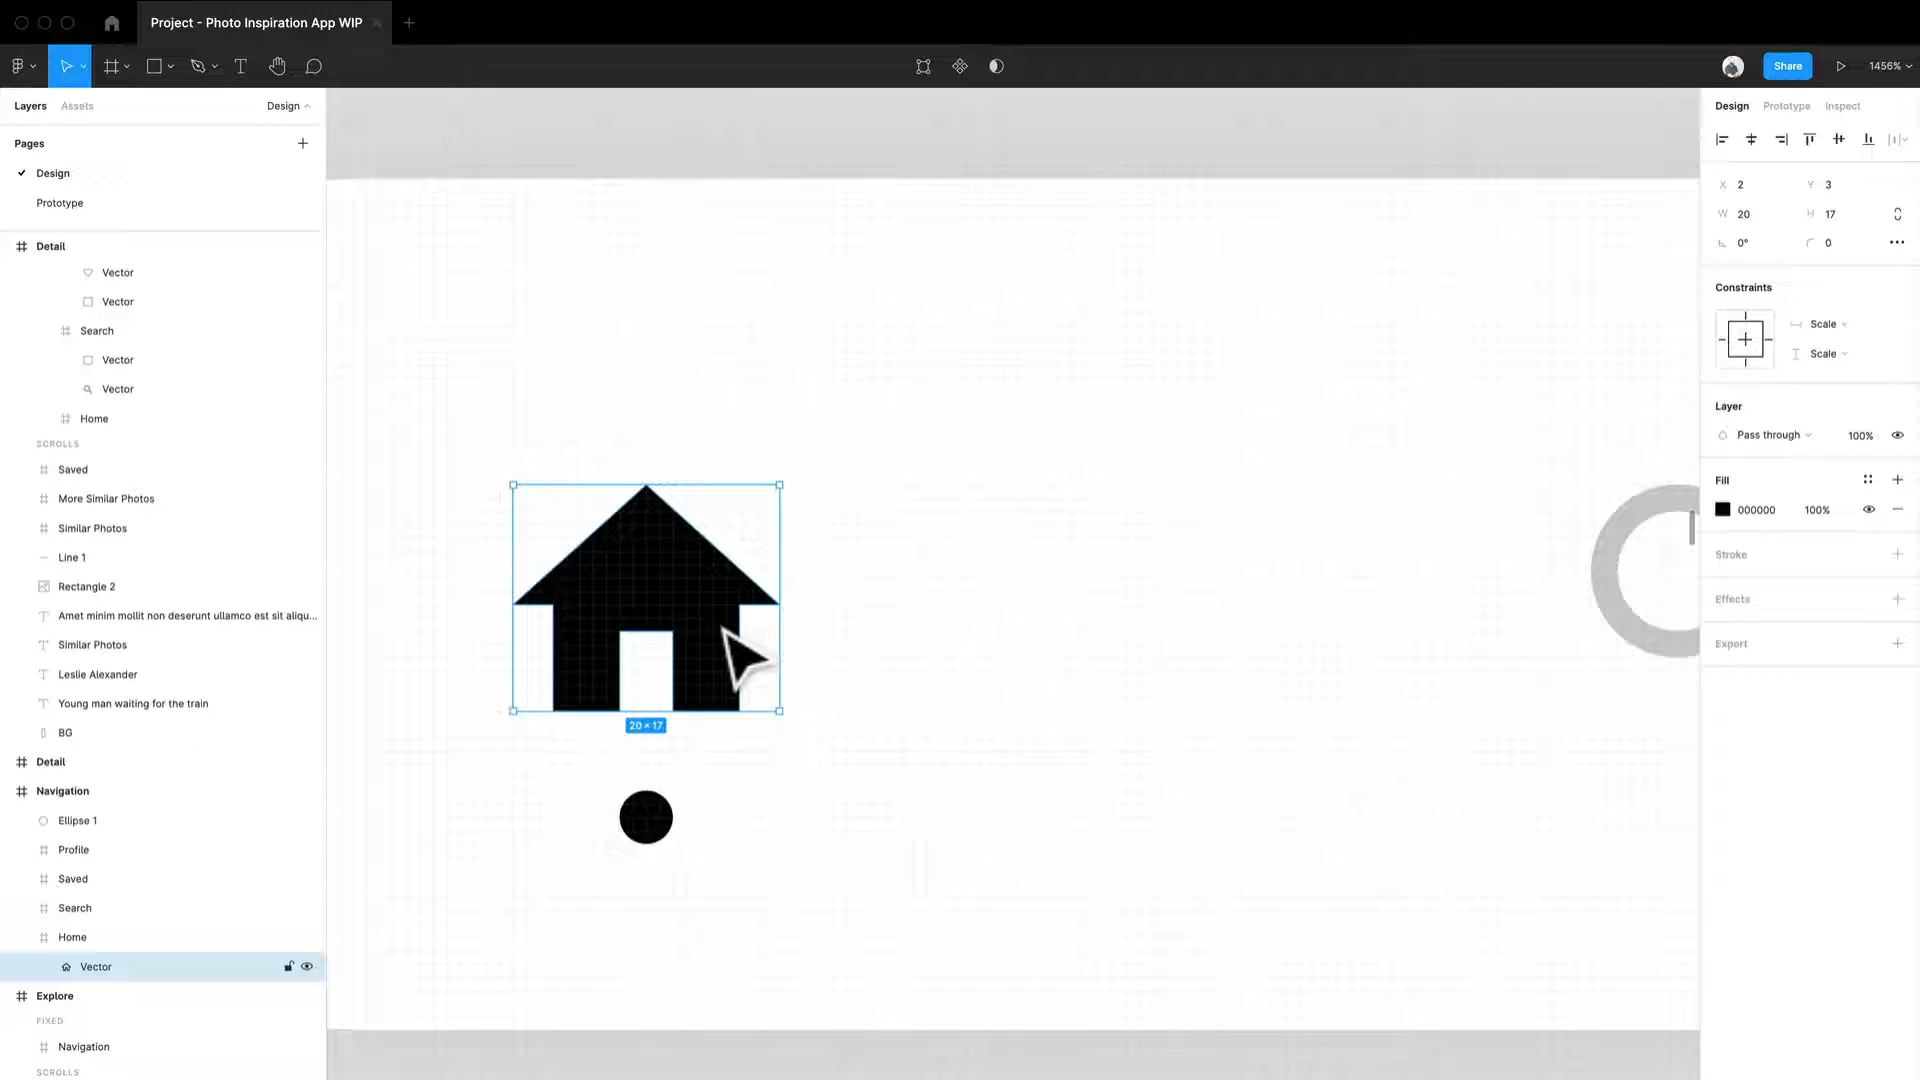 Project - Photo Inspiration App WIP
Share
1456%
Layers
Assets
Design
Pages
Design
Prototype
Detail
Vector
Vector
Search
Vector
Vector
Home
SCROLLS
Saved
More Similar Photos
Similar Photos
Line 1
Rectangle 2
Amet minim mollit non deserunt ullamco est sit aliqu...
Similar Photos
Leslie Alexander
Young man waiting for the train
BG
Detail
Navigation
Ellipse 1
Profile
Saved
Search
Home
Vector
Explore
FIXED
Navigation
SCROLLS
20 × 17
Design Prototype Inspect
X 2 Y 3
W 20 H 17
0° 0
Constraints
Scale
Scale
Layer
Pass through 100%
Fill
000000 100%
Stroke
Effects
Export